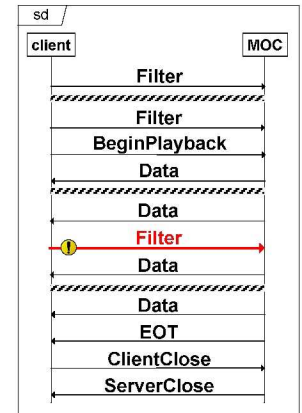 sd
client MOC
Filter
Filter
BeginPlayback
Data
Data
Filter
!
Data
Data
EOT
ClientClose
ServerClose